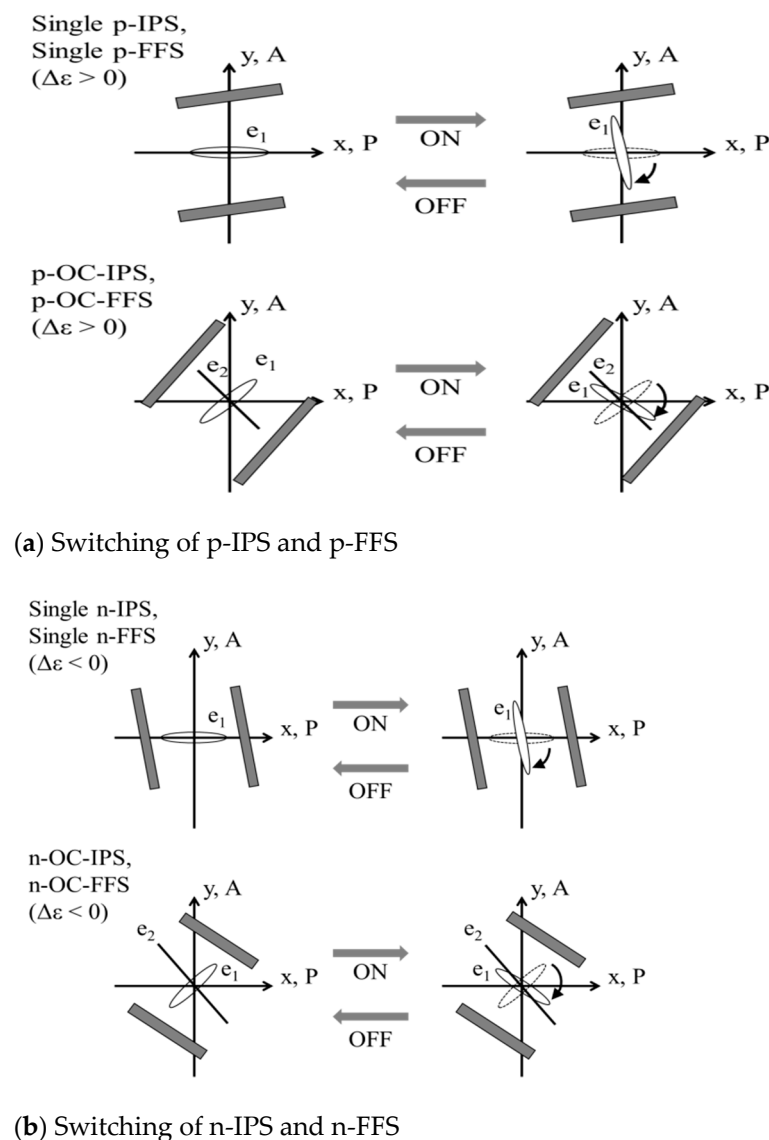 Single p-IPS,
Single p-FFS
(Δε > 0)
y, A
e1
x, P
ON
OFF
y, A
e1
x, P
p-OC-IPS,
p-OC-FFS
(Δε > 0)
y, A
e2
e1
x, P
ON
OFF
y, A
e2
e1
x, P
(a) Switching of p-IPS and p-FFS
Single n-IPS,
Single n-FFS
(Δε < 0)
y, A
e1
x, P
ON
OFF
y, A
e1
x, P
n-OC-IPS,
n-OC-FFS
(Δε < 0)
y, A
e2
e1
x, P
ON
OFF
y, A
e2
e1
x, P
(b) Switching of n-IPS and n-FFS